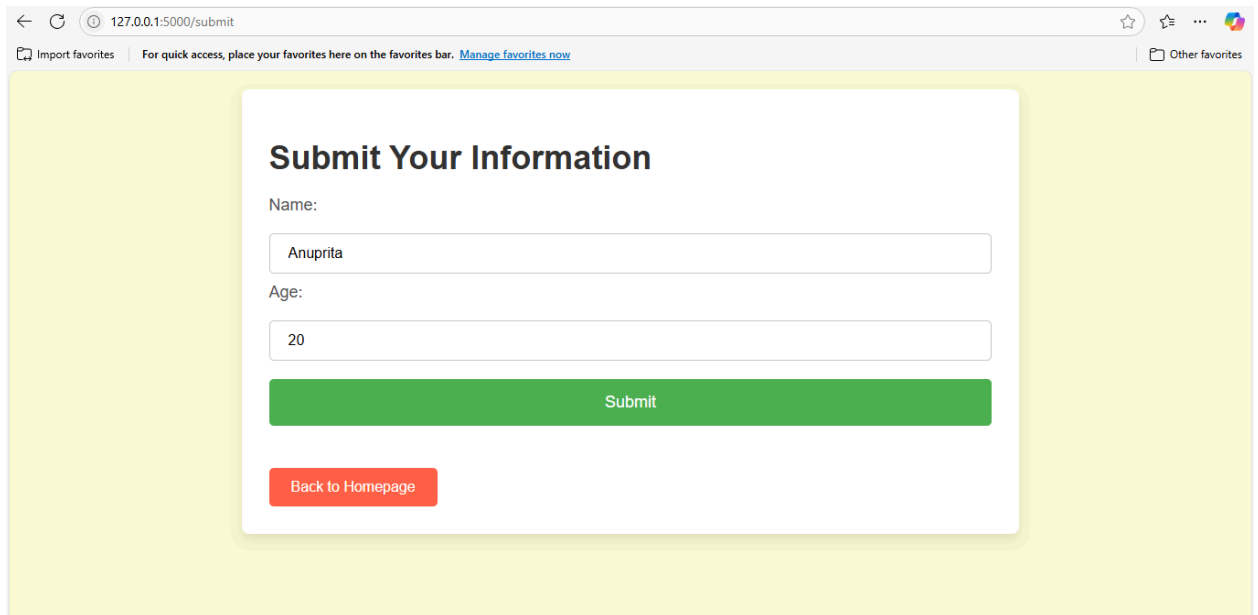 127.0.0.1:5000/submit
Import favorites For quick access, place your favorites here on the favorites bar. Manage favorites now Other favorites
Submit Your Information
Name:
Anuprita
Age:
20
Submit
Back to Homepage